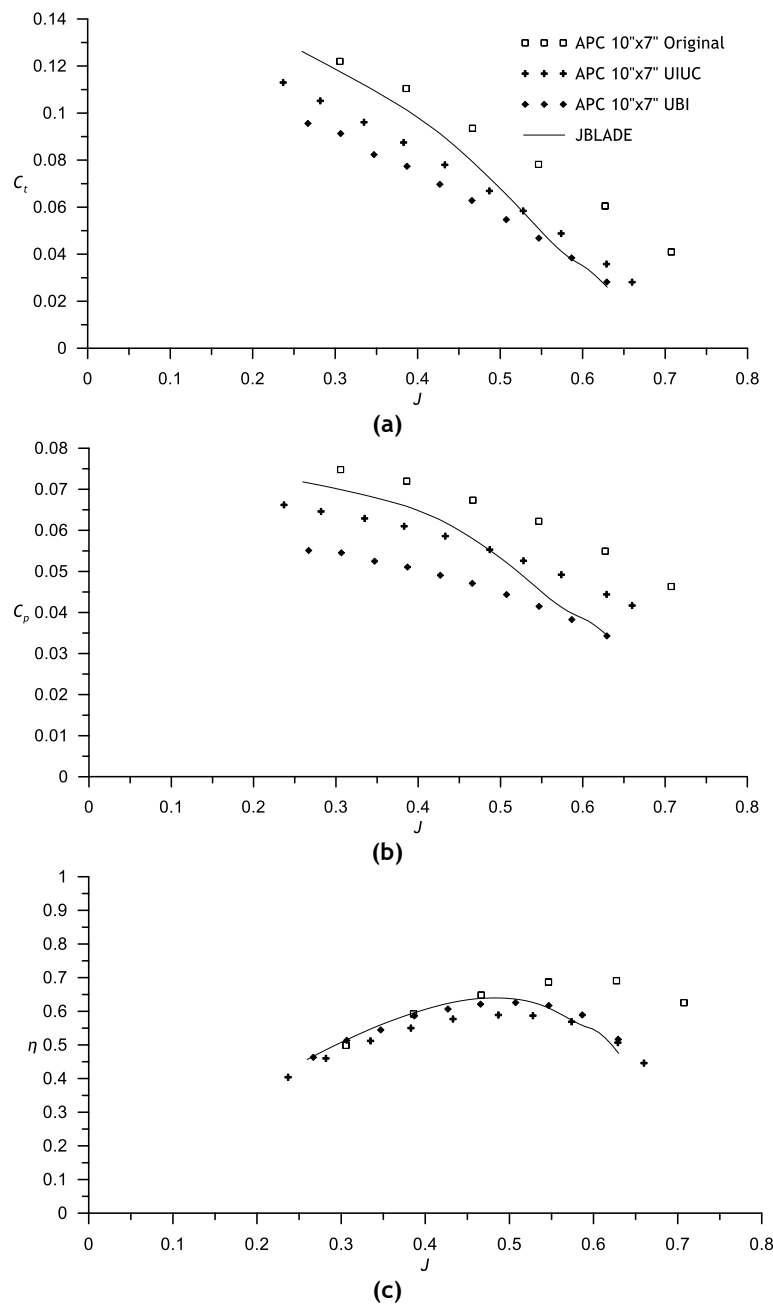 0.14
0.12
0.1
0.08
0.06
0.04
0.02
0
Ct
APC 10"x7" Original
APC 10"x7" UIUC
APC 10"x7" UBI
JBLADE
0 0.1 0.2 0.3 0.4 0.5 0.6 0.7 0.8
J
(a)
0.08
0.07
0.06
0.05
0.04
0.03
0.02
0.01
0
Cp
0 0.1 0.2 0.3 0.4 0.5 0.6 0.7 0.8
J
(b)
1
0.9
0.8
0.7
0.6
0.5
0.4
0.3
0.2
0.1
0
η
0 0.1 0.2 0.3 0.4 0.5 0.6 0.7 0.8
J
(c)